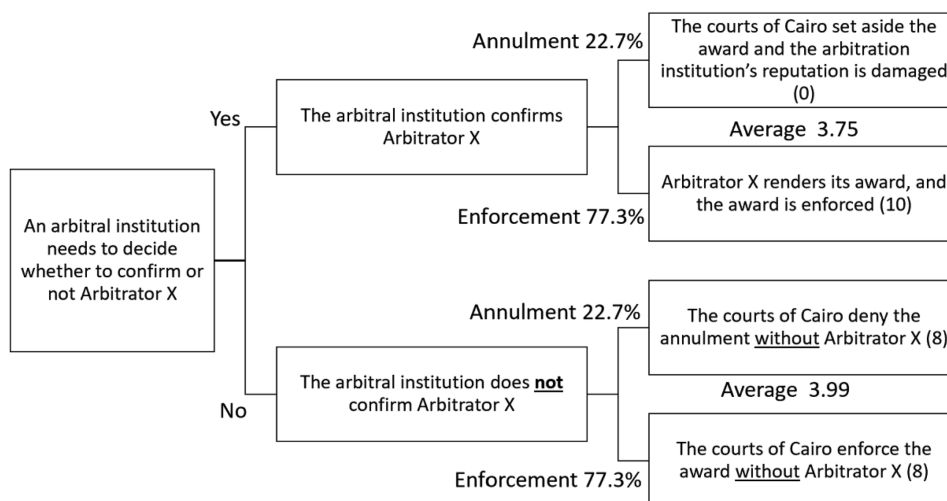 An arbitral institution
needs to decide
whether to confirm or
not Arbitrator X
Yes
The arbitral institution confirms
Arbitrator X
Annulment 22.7%
The courts of Cairo set aside the
award and the arbitration
institution’s reputation is damaged
(0)
Average 3.75
Enforcement 77.3%
Arbitrator X renders its award, and
the award is enforced (10)
No
The arbitral institution does not
confirm Arbitrator X
Annulment 22.7%
The courts of Cairo deny the
annulment without Arbitrator X (8)
Average 3.99
Enforcement 77.3%
The courts of Cairo enforce the
award without Arbitrator X (8)